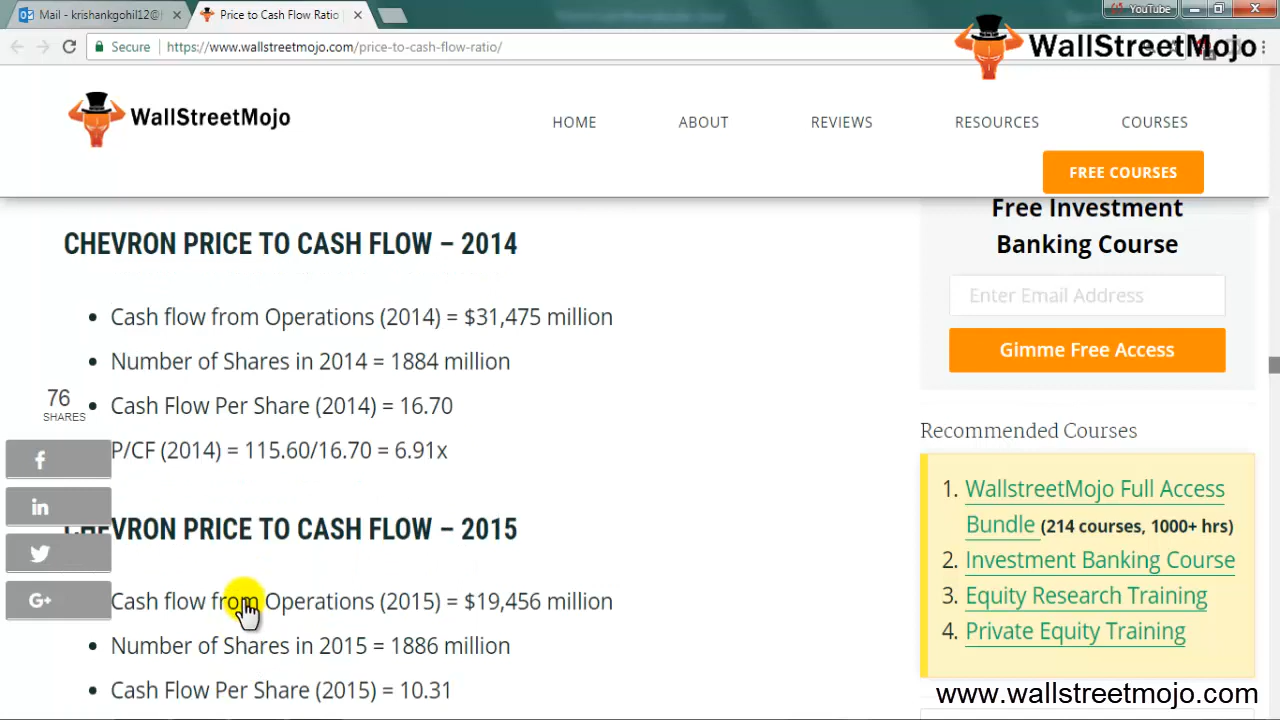 Mail - krishankgohil12@
Price to Cash Flow Ratio
YouTube
Secure
https://www.wallstreetmojo.com/price-to-cash-flow-ratio/
WallStreetMojo
WallStreetMojo
HOME
ABOUT
REVIEWS
RESOURCES
COURSES
FREE COURSES
CHEVRON PRICE TO CASH FLOW – 2014
• Cash flow from Operations (2014) = $31,475 million
• Number of Shares in 2014 = 1884 million
• Cash Flow Per Share (2014) = 16.70
P/CF (2014) = 115.60/16.70 = 6.91x
CHEVRON PRICE TO CASH FLOW – 2015
Cash flow from Operations (2015) = $19,456 million
• Number of Shares in 2015 = 1886 million
• Cash Flow Per Share (2015) = 10.31
76
SHARES
f
in
G+
Free Investment
Banking Course
Enter Email Address
Gimme Free Access
Recommended Courses
1. WallstreetMojo Full Access
Bundle (214 courses, 1000+ hrs)
2. Investment Banking Course
3. Equity Research Training
4. Private Equity Training
www.wallstreetmojo.com